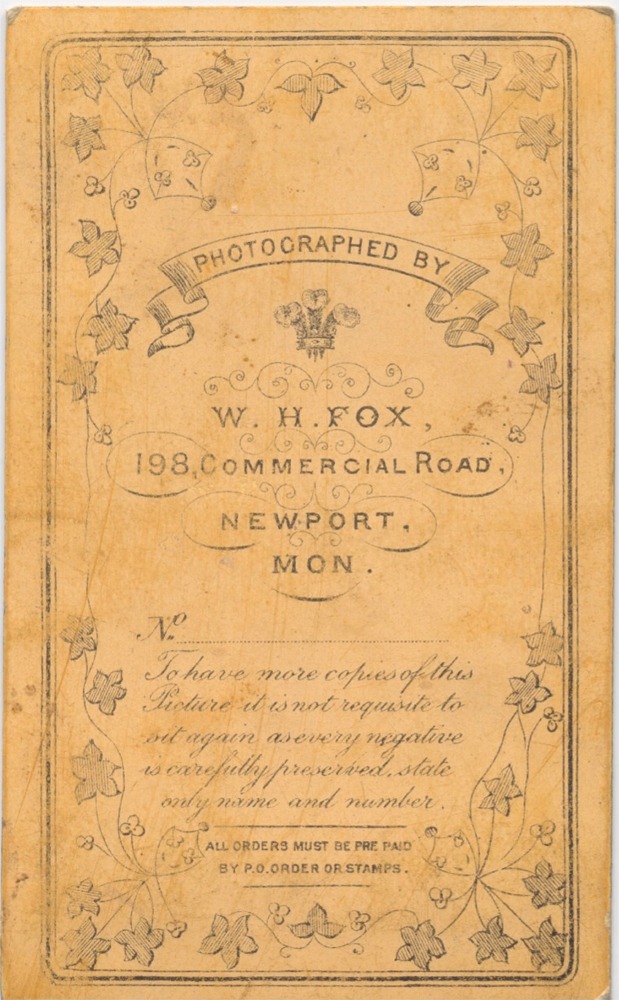 PHOTOGRAPHED BY
W. H. FOX,
198, COMMERCIAL ROAD,
NEWPORT,
MON.
No.
To have more copies of this
Picture it is not requisite to
sit again as every negative
is carefully preserved, state
only name and number.
ALL ORDERS MUST BE PRE PAID
BY P.O. ORDER OR STAMPS.